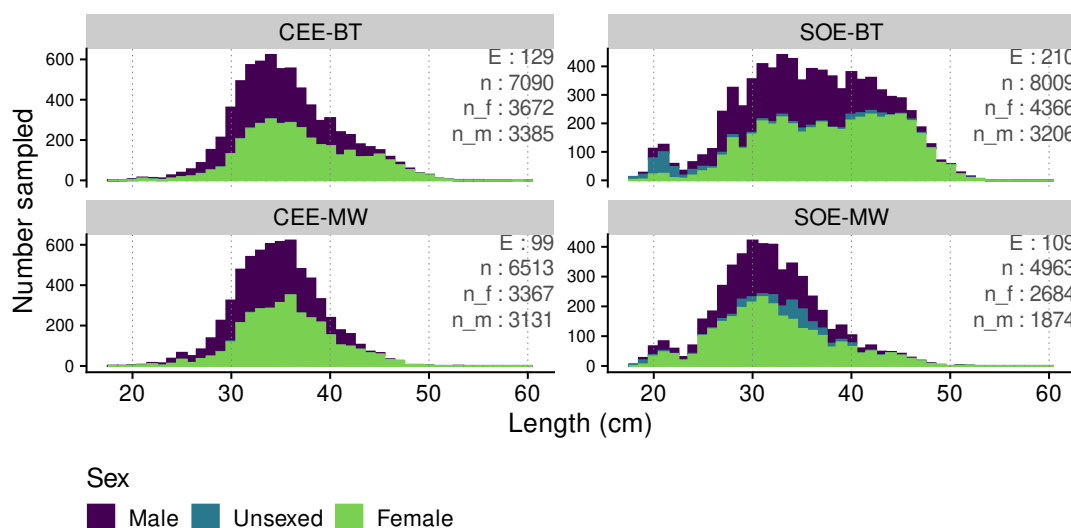 CEE-BT
SOE-BT
E : 129
n : 7090
n_f : 3672
n_m : 3385
E : 210
n : 8009
n_f : 4366
n_m : 3206
600
400
200
0
400
300
200
100
0
CEE-MW
SOE-MW
E : 99
n : 6513
n_f : 3367
n_m : 3131
E : 109
n : 4963
n_f : 2684
n_m : 1874
600
400
200
0
400
300
200
100
0
20 30 40 50 60
20 30 40 50 60
Number sampled
Length (cm)
Sex
Male Unsexed Female